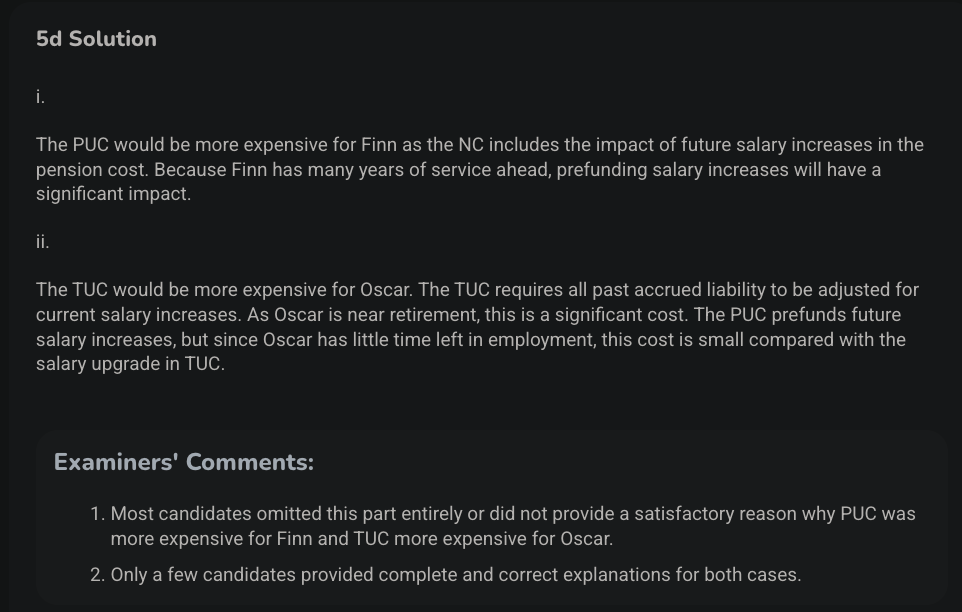 5d Solution
i.
The PUC would be more expensive for Finn as the NC includes the impact of future salary increases in the
pension cost. Because Finn has many years of service ahead, prefunding salary increases will have a
significant impact.
ii.
The TUC would be more expensive for Oscar. The TUC requires all past accrued liability to be adjusted for
current salary increases. As Oscar is near retirement, this is a significant cost. The PUC prefunds future
salary increases, but since Oscar has little time left in employment, this cost is small compared with the
salary upgrade in TUC.
Examiners' Comments:
1. Most candidates omitted this part entirely or did not provide a satisfactory reason why PUC was
more expensive for Finn and TUC more expensive for Oscar.
2. Only a few candidates provided complete and correct explanations for both cases.